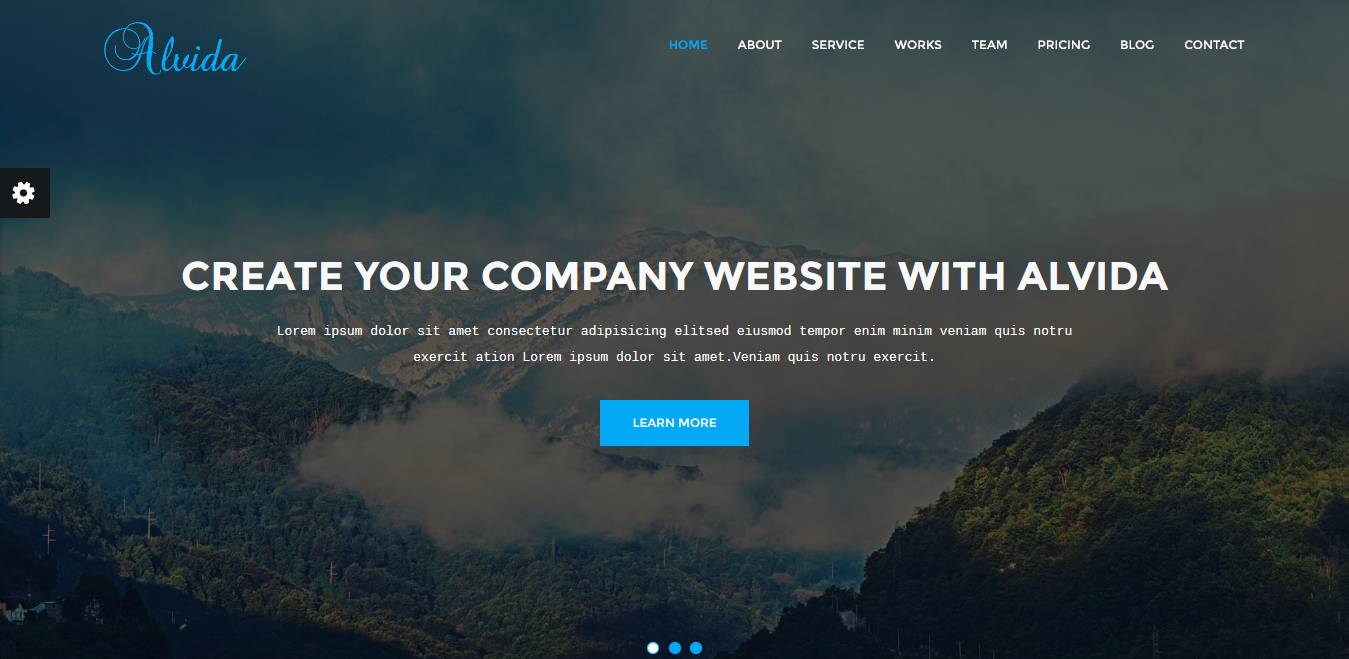 Alvida
HOME ABOUT SERVICE WORKS TEAM PRICING BLOG CONTACT
CREATE YOUR COMPANY WEBSITE WITH ALVIDA
Lorem ipsum dolor sit amet consectetur adipisicing elitsed eiusmod tempor enim minim veniam quis notru
exercit ation Lorem ipsum dolor sit amet.Veniam quis notru exercit.
LEARN MORE